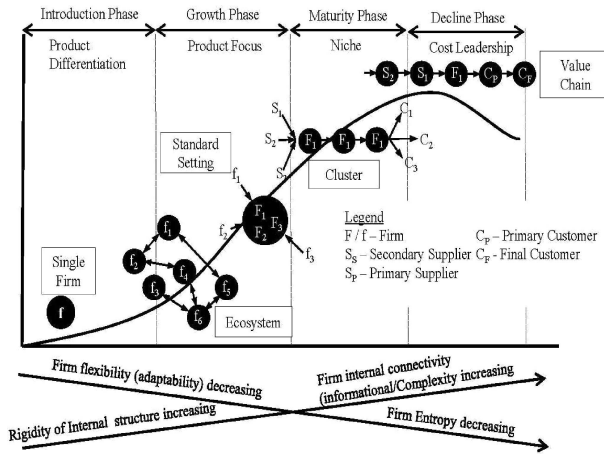 Introduction Phase
Growth Phase
Maturity Phase
Decline Phase
Product
Differentiation
Product Focus
Niche
Cost Leadership
S2
S1
F1
CP
CF
Value
Chain
Standard
Setting
S1
S2
S3
F1
F1
F1
C1
C2
C3
Cluster
f1
f2
f3
F1
F2
F3
Single
Firm
f
f1
f2
f3
f4
f5
f6
Ecosystem
Legend
F / f – Firm
SS – Secondary Supplier
SP – Primary Supplier
CP – Primary Customer
CF – Final Customer
Firm flexibility (adaptability) decreasing
Firm internal connectivity
(informational/Complexity increasing
Rigidity of Internal structure increasing
Firm Entropy decreasing